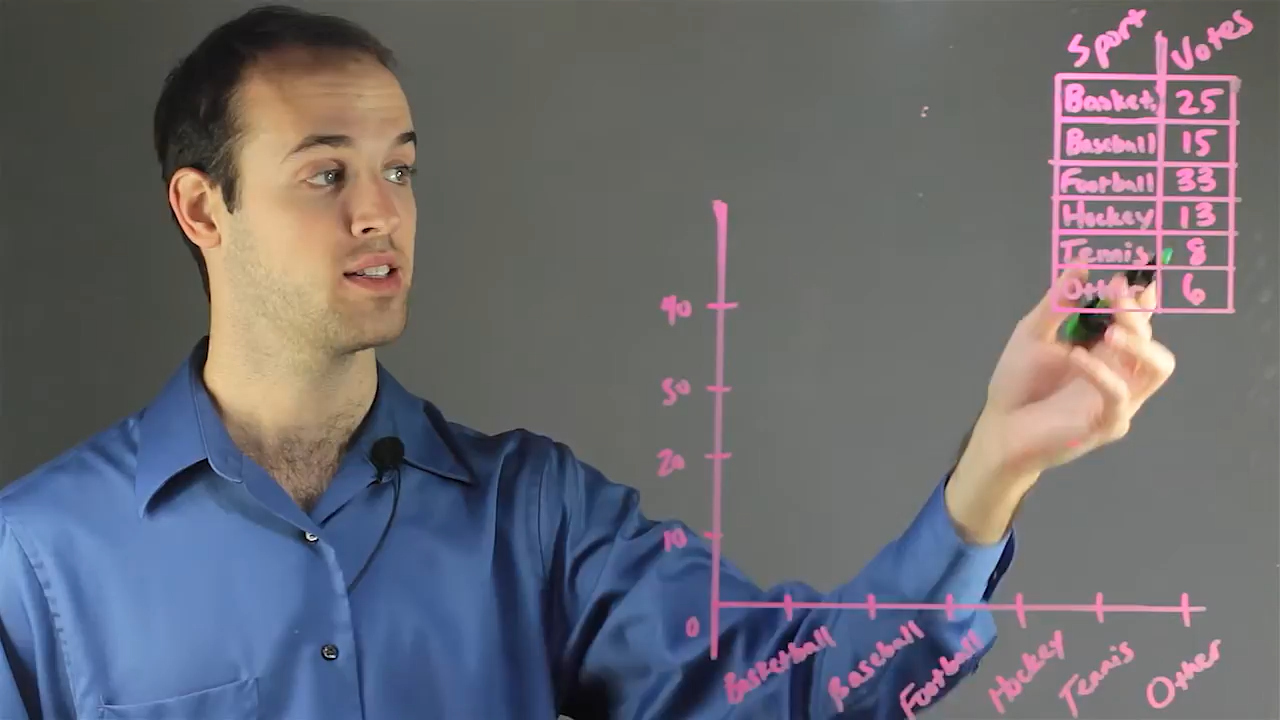 Sport Votes
Basket. 25
Baseball 15
Football 33
Hockey 13
Tennis 8
Other 6
40
30
20
10
0
Basketball
Baseball
Football
Hockey
Tennis
Other